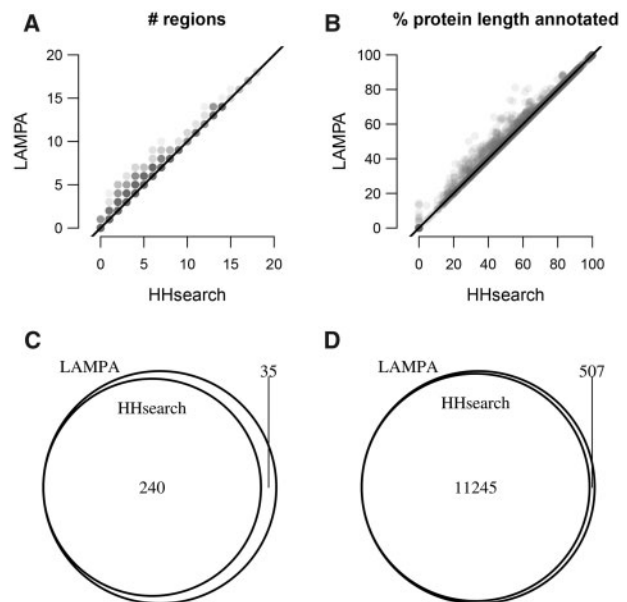 A
# regions
20
15
10
5
0
LAMPA
0 5 10 15 20
HHsearch
B
% protein length annotated
100
80
60
40
20
0
LAMPA
0 20 40 60 80 100
HHsearch
C
LAMPA
35
HHsearch
240
D
LAMPA
507
HHsearch
11245